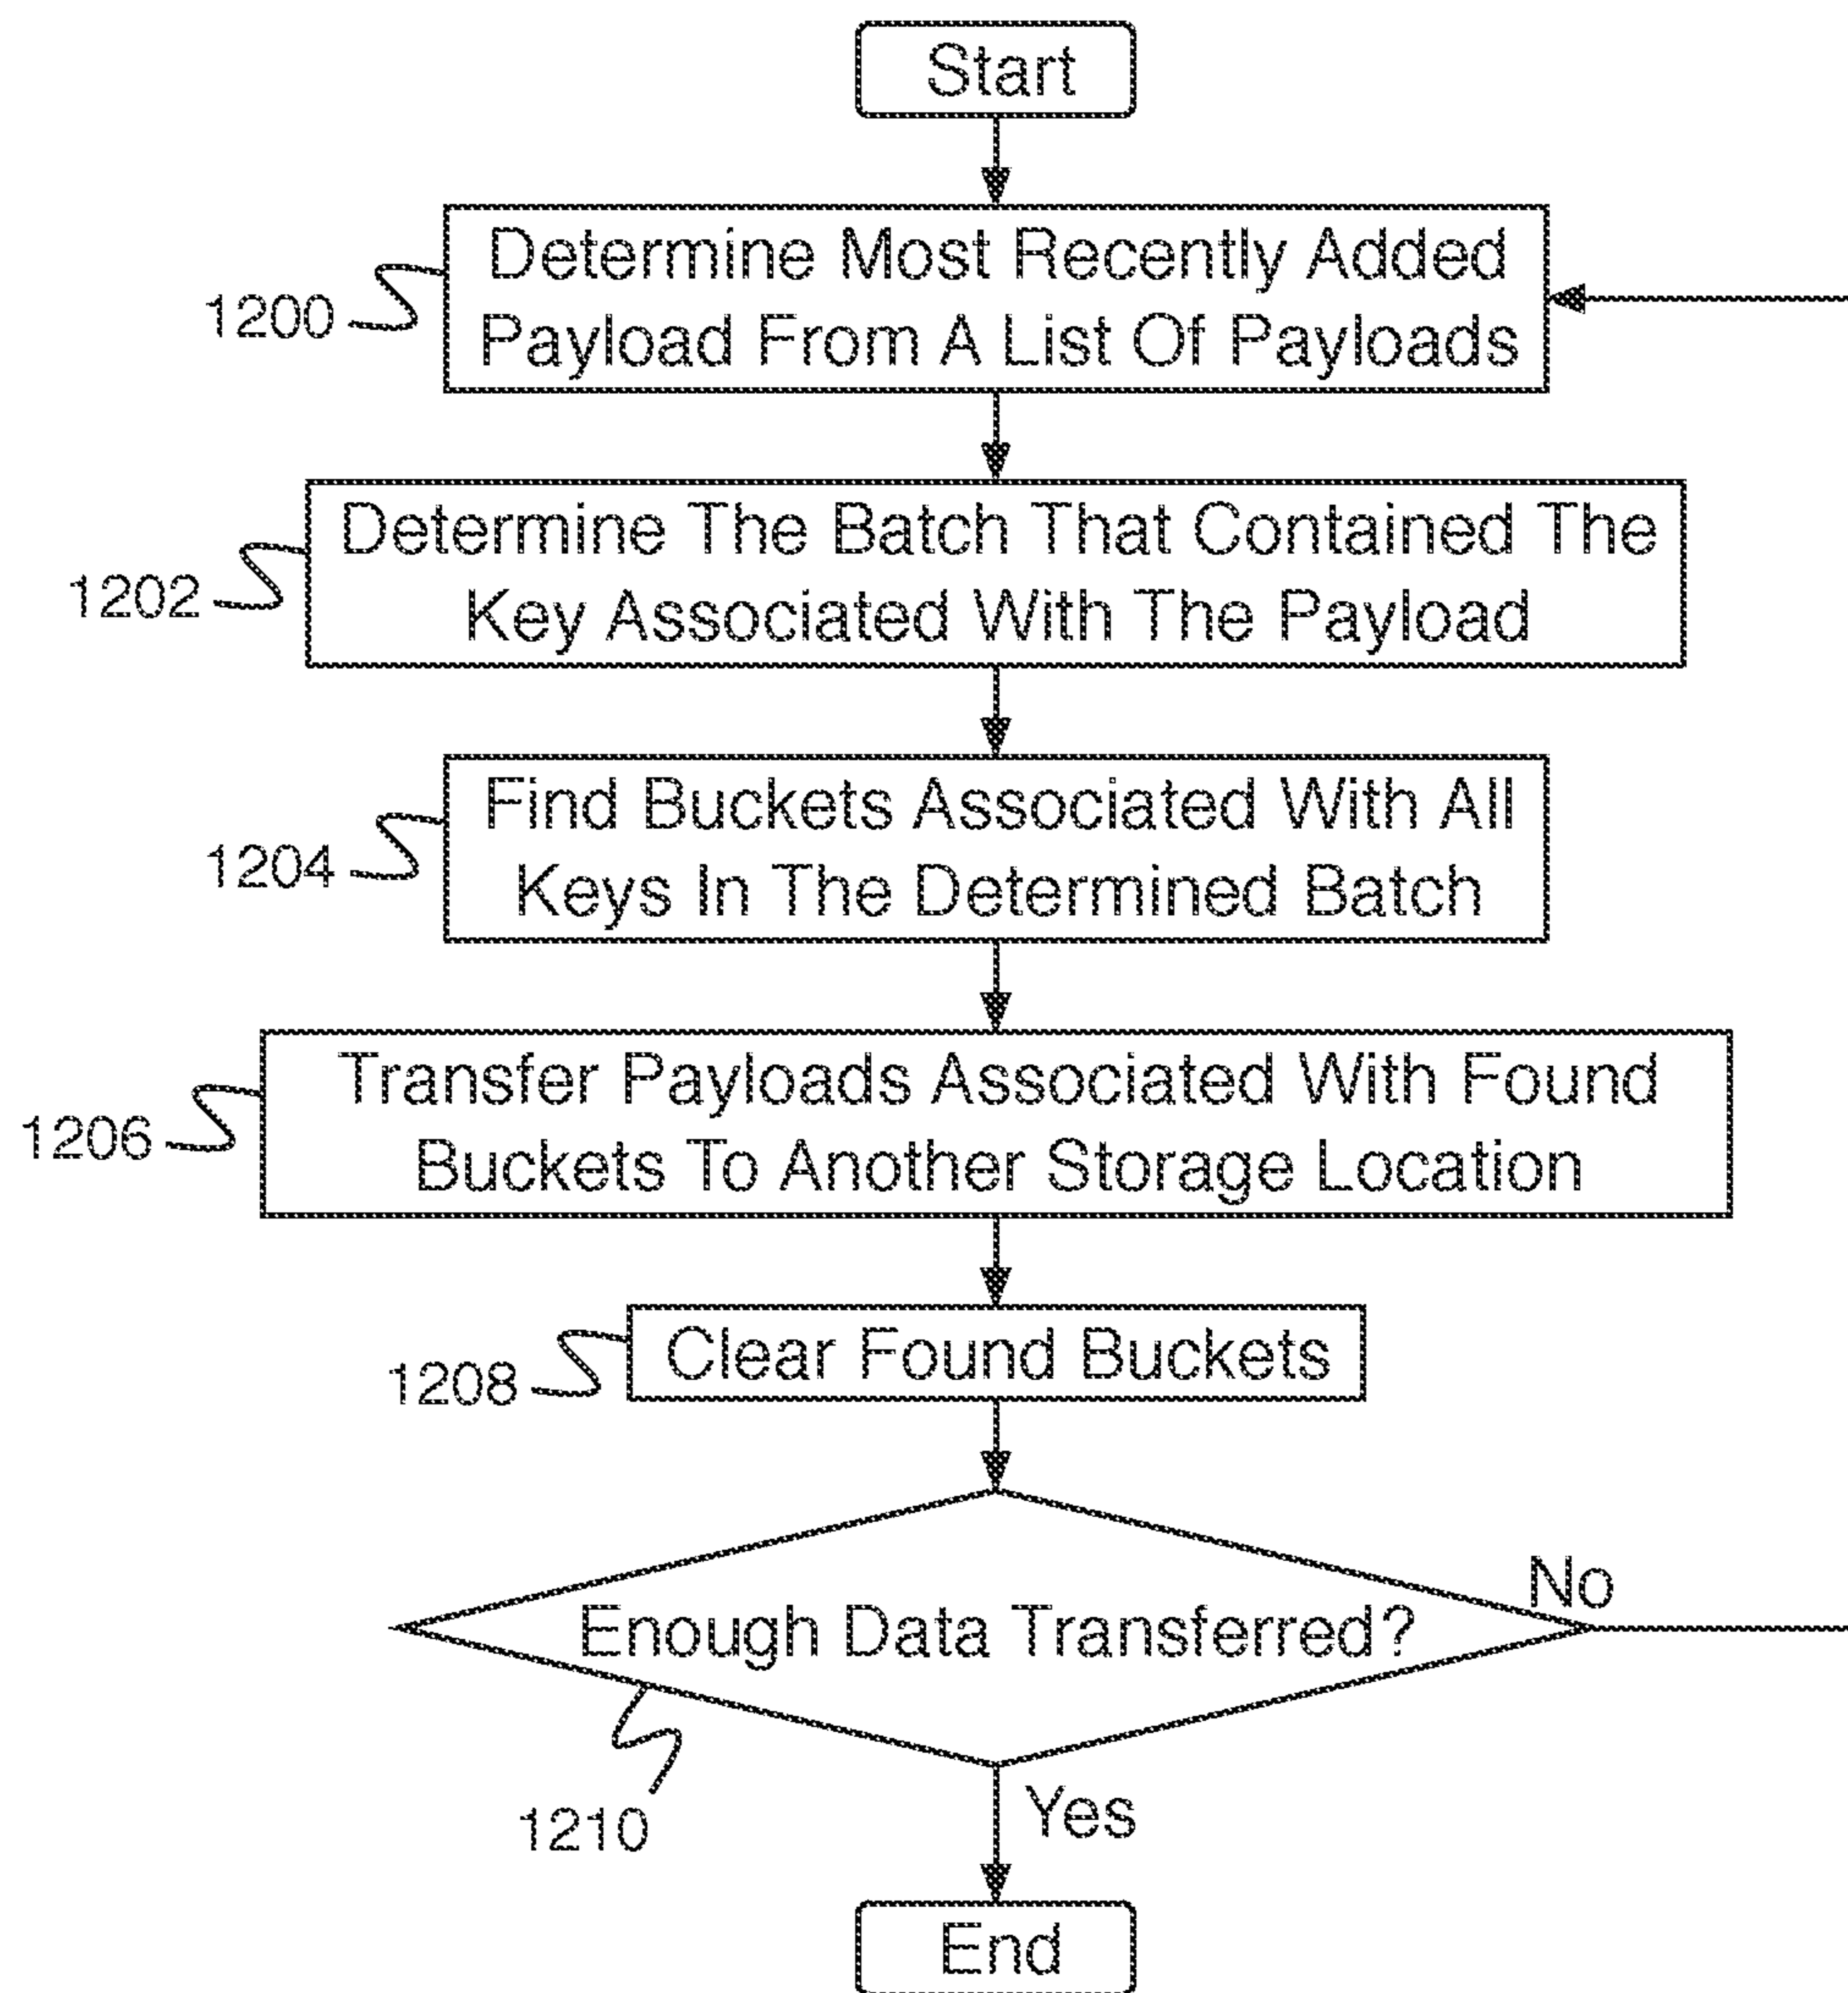 Start
Determine Most Recently Added
Payload From A List Of Payloads
1200
Determine The Batch That Contained The
Key Associated With The Payload
1202
Find Buckets Associated With All
Keys In The Determined Batch
1204
Transfer Payloads Associated With Found
Buckets To Another Storage Location
1206
Clear Found Buckets
1208
Enough Data Transferred?
No
1210
Yes
End